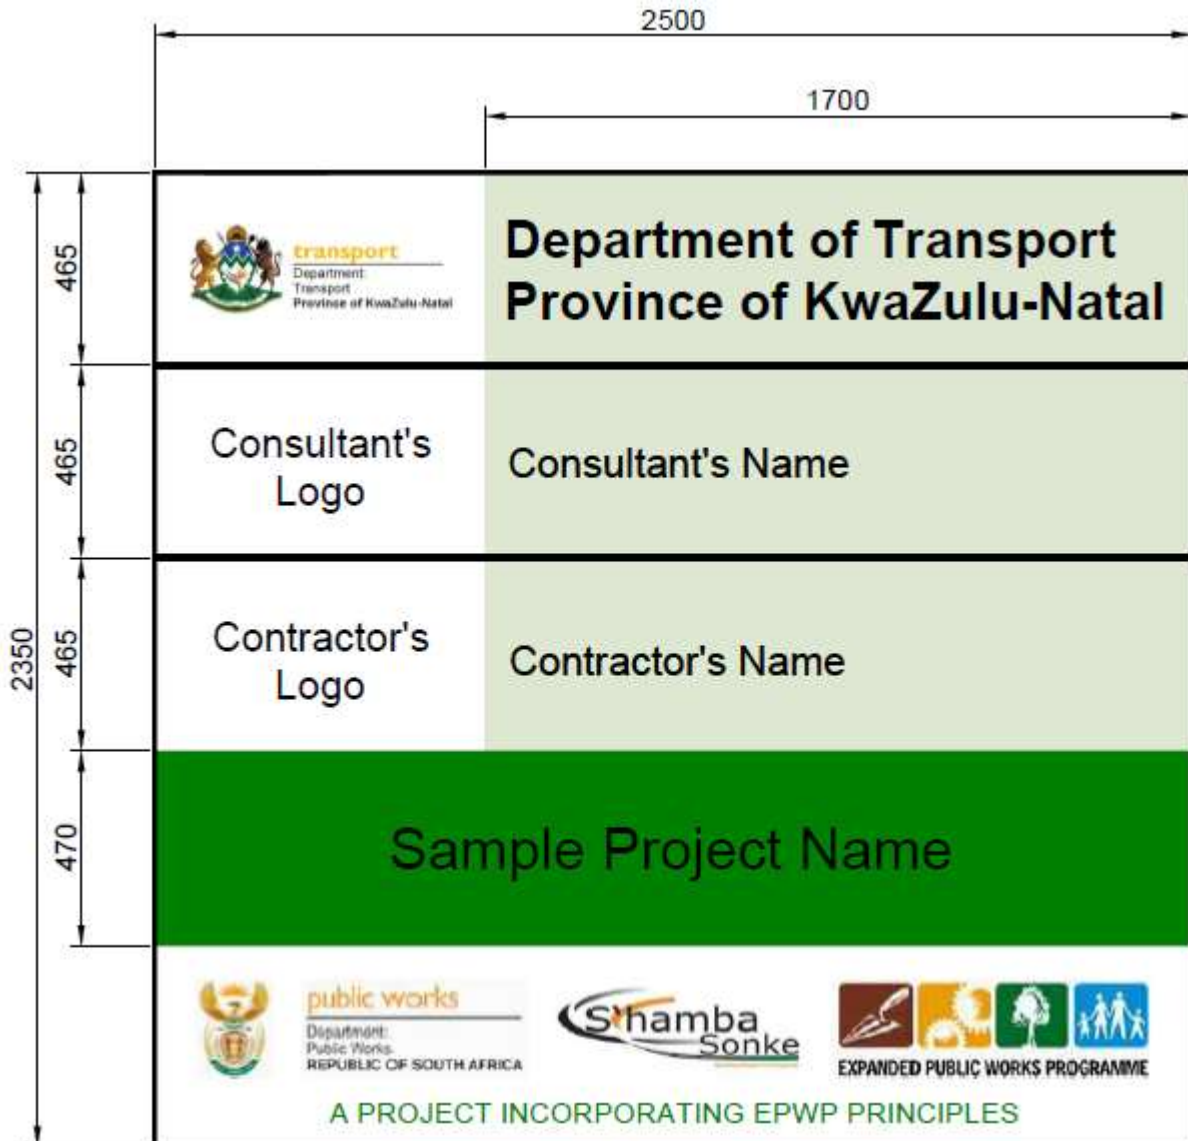 2500
1700
2350
465
transport
Department:
Transport
Province of KwaZulu-Natal
Department of Transport
Province of KwaZulu-Natal
465
Consultant's
Logo
Consultant's Name
465
Contractor's
Logo
Contractor's Name
470
Sample Project Name
public works
Department:
Public Works
REPUBLIC OF SOUTH AFRICA
S'hamba
Sonke
EXPANDED PUBLIC WORKS PROGRAMME
A PROJECT INCORPORATING EPWP PRINCIPLES